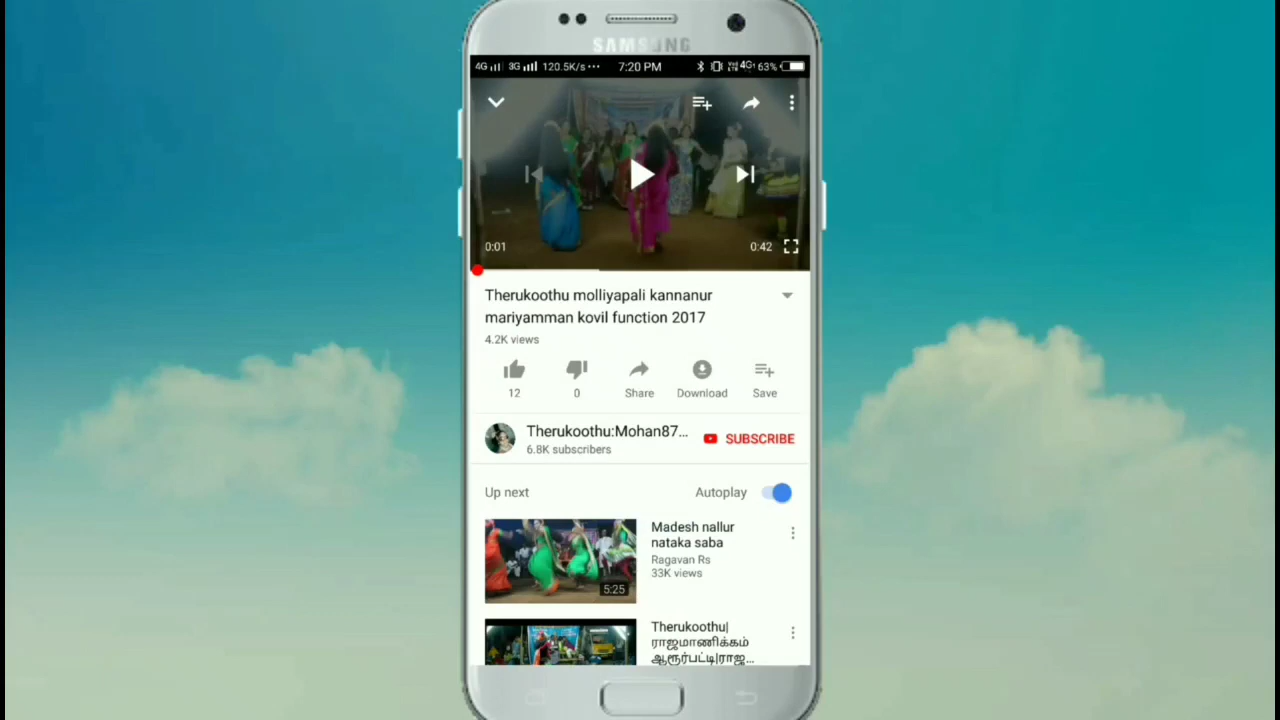 SAMSUNG
4G 3G 120.5K/s··· 7:20 PM 4G 63%
0:01 0:42
Therukoothu molliyapali kannanur
mariyamman kovil function 2017
4.2K views
12 0 Share Download Save
Therukoothu:Mohan87... SUBSCRIBE
6.8K subscribers
Up next Autoplay
Madesh nallur
nataka saba
Ragavan Rs
33K views
5:25
Therukoothu|
ராஜமாணிக்கம்
ஆரூர்பட்டி|ராஜ...